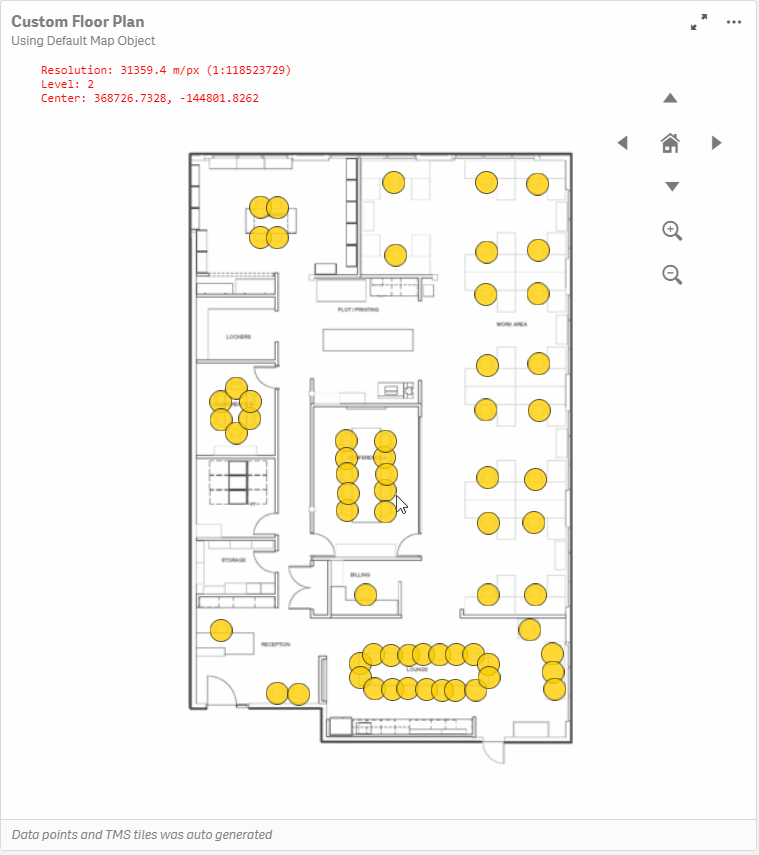 Custom Floor Plan
Using Default Map Object
Resolution: 31359.4 m/px (1:118523729)
Level: 2
Center: 368726.7328, -144801.8262
PLOT / PRINTING
WORK AREA
LOCKERS
STORAGE
BILLING
RECEPTION
LOUNGE
Data points and TMS tiles was auto generated